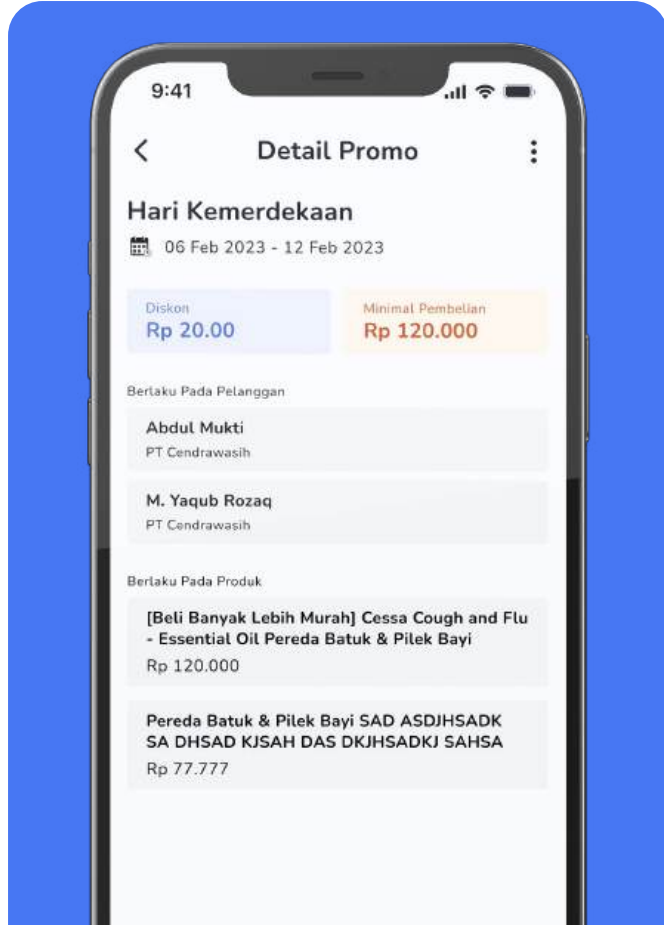 9:41
Detail Promo
Hari Kemerdekaan
06 Feb 2023 - 12 Feb 2023
Diskon
Rp 20.00
Minimal Pembelian
Rp 120.000
Berlaku Pada Pelanggan
Abdul Mukti
PT Cendrawasih
M. Yaqub Rozaq
PT Cendrawasih
Berlaku Pada Produk
[Beli Banyak Lebih Murah] Cessa Cough and Flu
- Essential Oil Pereda Batuk & Pilek Bayi
Rp 120.000
Pereda Batuk & Pilek Bayi SAD ASDJHSADK
SA DHSAD KJSAH DAS DKJHSADKJ SAHSA
Rp 77.777